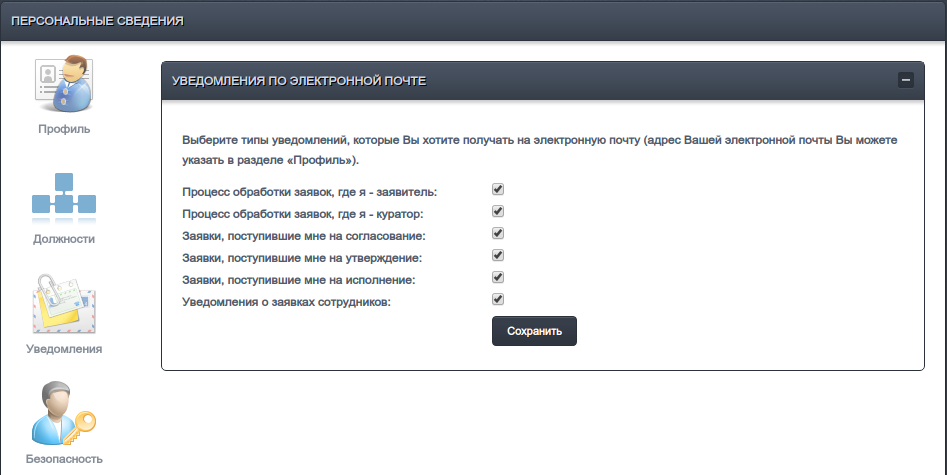 ПЕРСОНАЛЬНЫЕ СВЕДЕНИЯ
Профиль
Должности
Уведомления
Безопасность
УВЕДОМЛЕНИЯ ПО ЭЛЕКТРОННОЙ ПОЧТЕ
Выберите типы уведомлений, которые Вы хотите получать на электронную почту (адрес Вашей электронной почты Вы можете
указать в разделе «Профиль»).
Процесс обработки заявок, где я - заявитель:
Процесс обработки заявок, где я - куратор:
Заявки, поступившие мне на согласование:
Заявки, поступившие мне на утверждение:
Заявки, поступившие мне на исполнение:
Уведомления о заявках сотрудников:
Сохранить